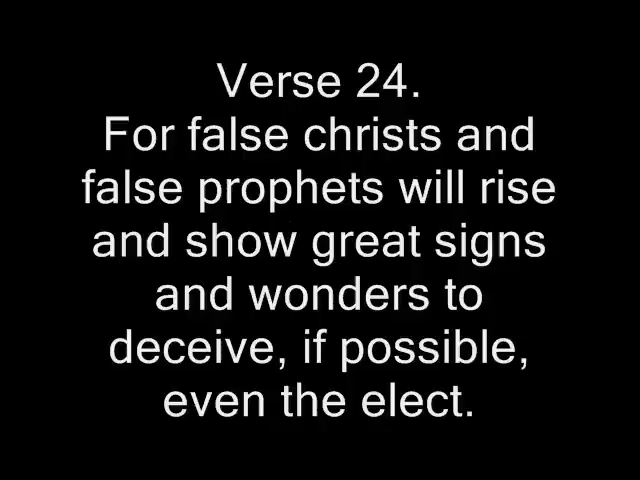 Verse 24.
For false christs and
false prophets will rise
and show great signs
and wonders to
deceive, if possible,
even the elect.